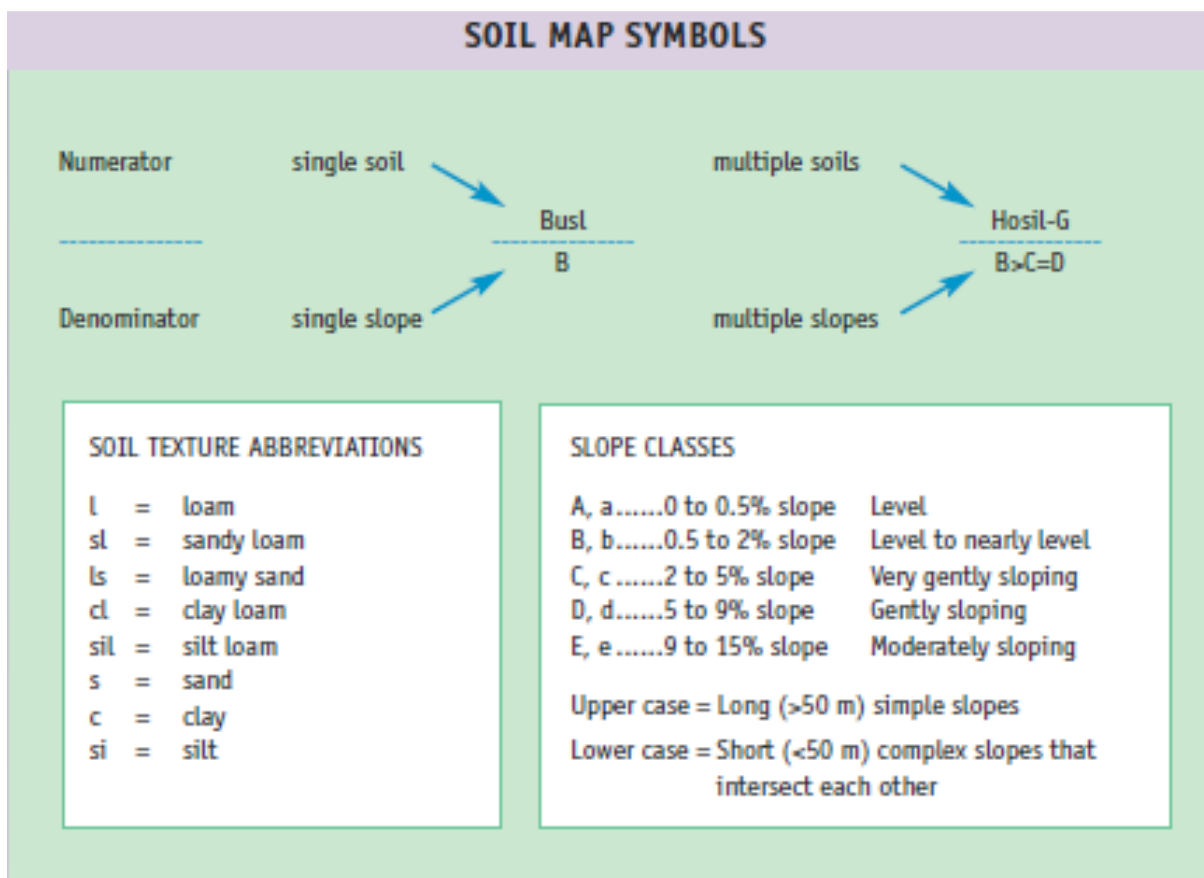 SOIL MAP SYMBOLS
Numerator single soil multiple soils
Busl Hosil-G
B B>C=D
Denominator single slope multiple slopes
SOIL TEXTURE ABBREVIATIONS
l = loam
sl = sandy loam
ls = loamy sand
cl = clay loam
sil = silt loam
s = sand
c = clay
si = silt
SLOPE CLASSES
A, a......0 to 0.5% slope Level
B, b......0.5 to 2% slope Level to nearly level
C, c......2 to 5% slope Very gently sloping
D, d......5 to 9% slope Gently sloping
E, e......9 to 15% slope Moderately sloping
Upper case = Long (>50 m) simple slopes
Lower case = Short (<50 m) complex slopes that
intersect each other